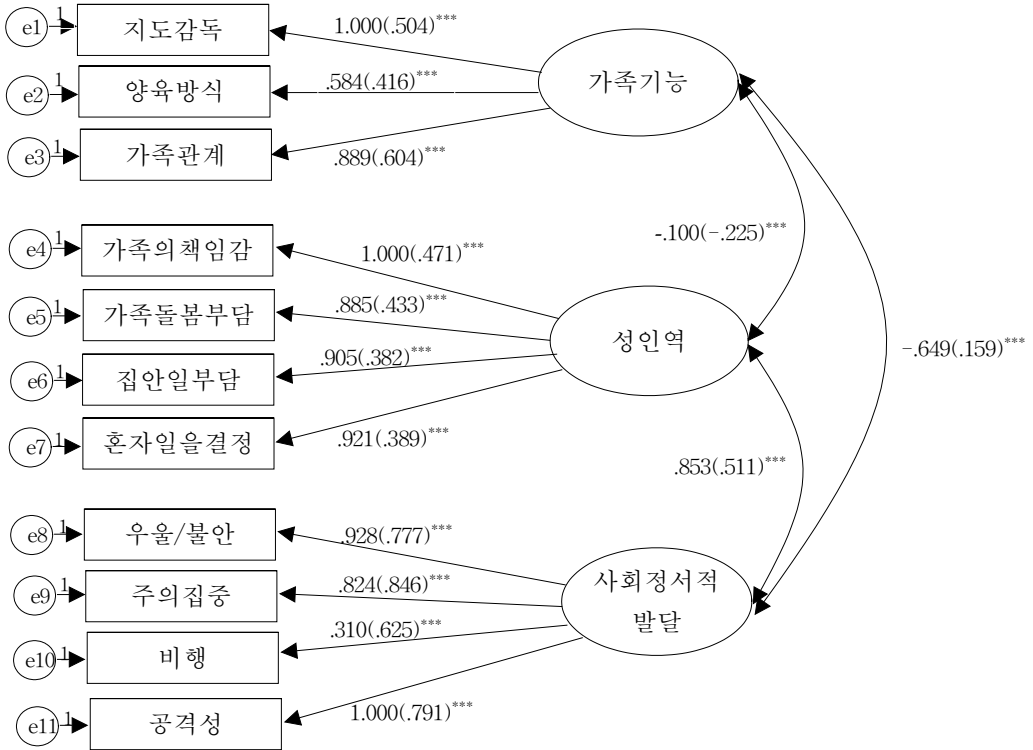 e1 1 지도감독 1.000(.504)***
e2 1 양육방식 .584(.416)***
e3 1 가족관계 .889(.604)***
가족기능
e4 1 가족의책임감 1.000(.471)***
e5 1 가족돌봄부담 .885(.433)***
e6 1 집안일부담 .905(.382)***
e7 1 혼자일을결정 .921(.389)***
성인역
-.100(-.225)***
-.649(.159)***
.853(.511)***
e8 1 우울/불안 .928(.777)***
e9 1 주의집중 .824(.846)***
e10 1 비행 .310(.625)***
e11 1 공격성 1.000(.791)***
사회정서적
발달